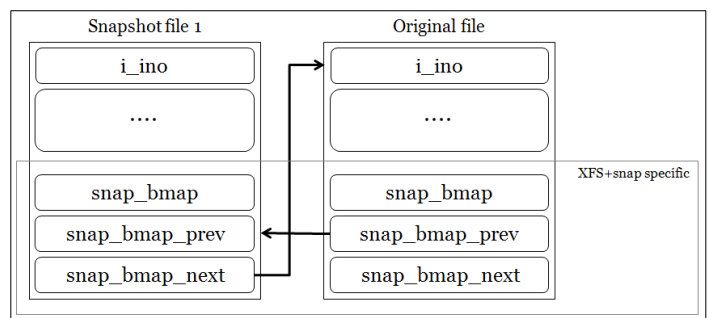 Snapshot file 1
Original file
i_ino
i_ino
....
....
XFS+snap specific
snap_bmap
snap_bmap
snap_bmap_prev
snap_bmap_prev
snap_bmap_next
snap_bmap_next